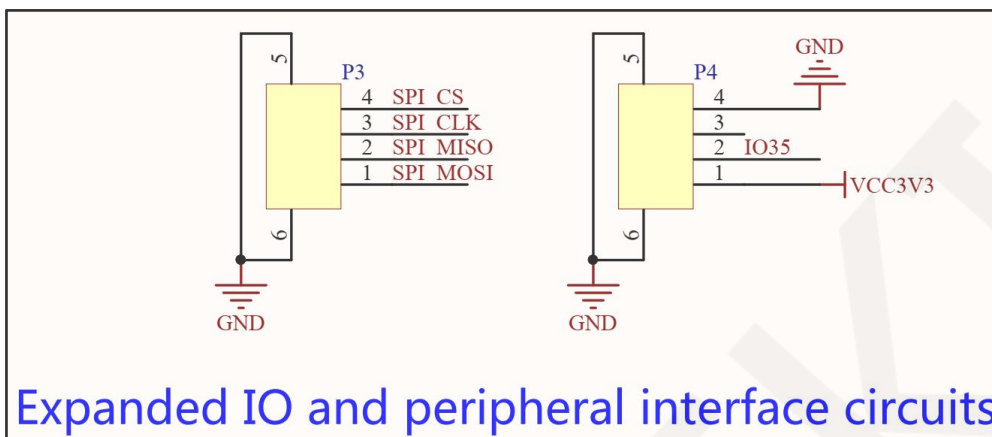 5
P3
4 SPI_CS
3 SPI_CLK
2 SPI_MISO
1 SPI_MOSI
6
GND
5
P4
GND
4
3
2 IO35
1
VCC3V3
6
GND
Expanded IO and peripheral interface circuits